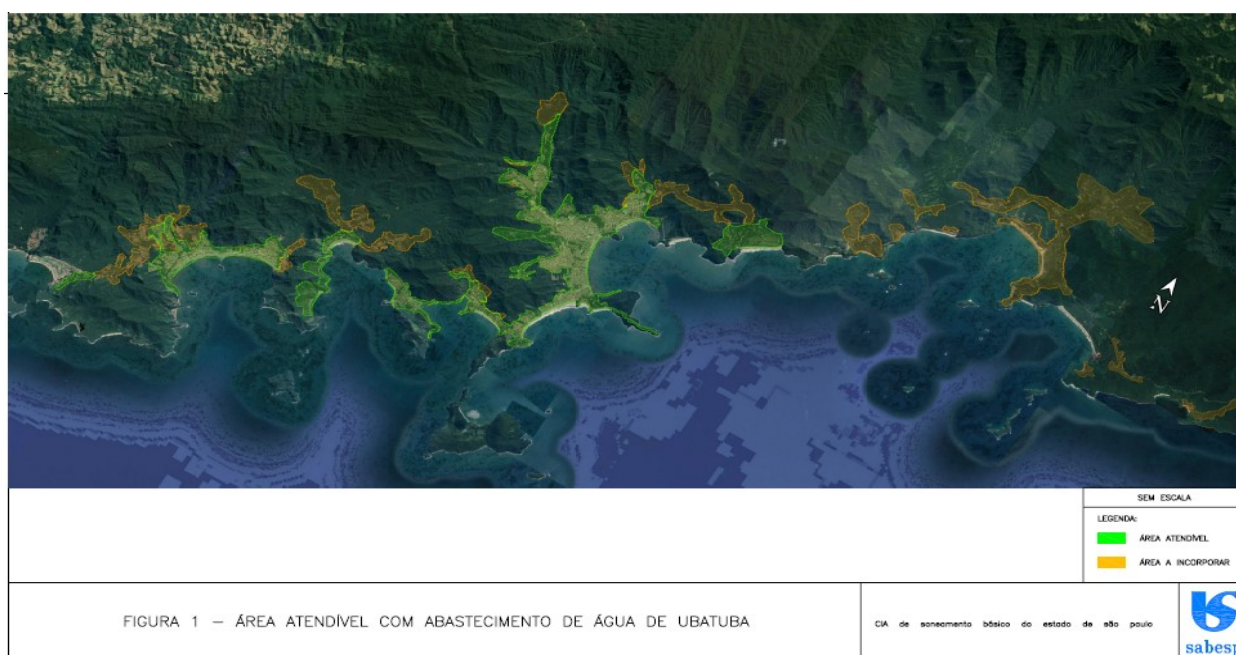 N
SEM ESCALA
LEGENDA:
ÁREA ATENDÍVEL
ÁREA A INCORPORAR
FIGURA 1 – ÁREA ATENDÍVEL COM ABASTECIMENTO DE ÁGUA DE UBATUBA
CIA de saneamento básico do estado de são paulo
sabesp